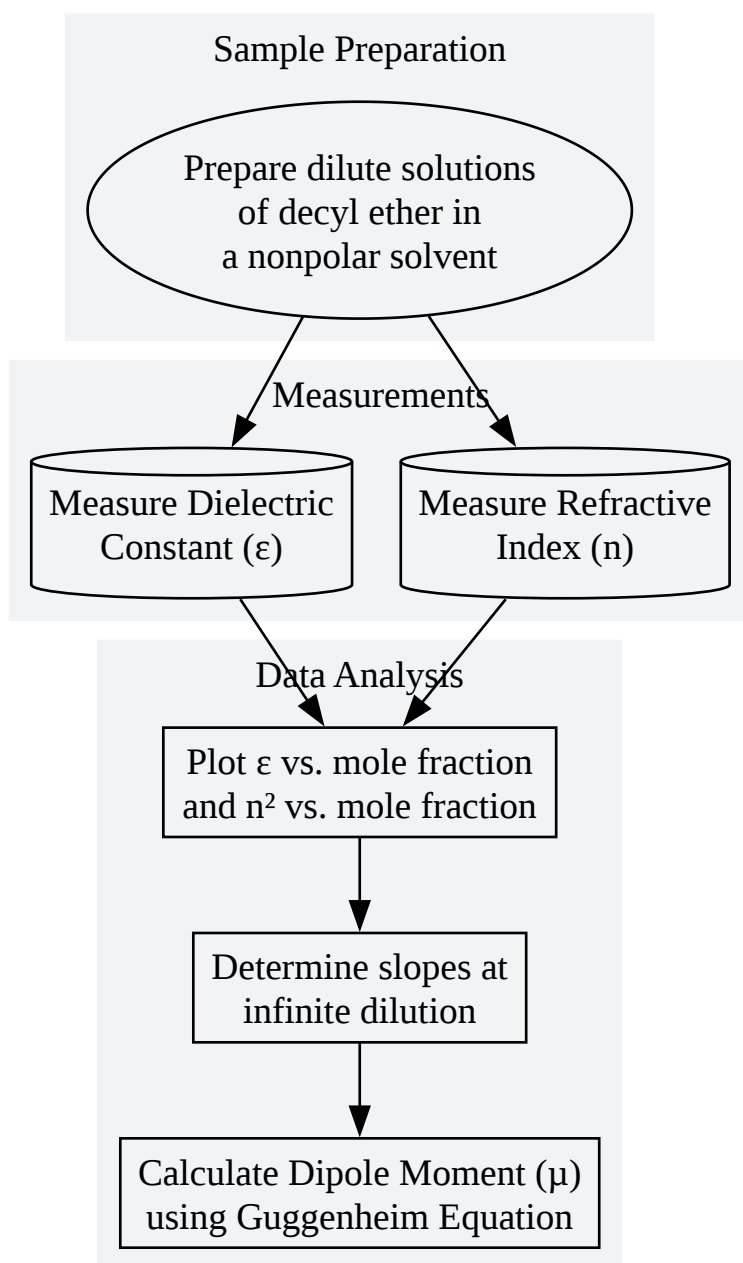 Sample Preparation
Prepare dilute solutions
of decyl ether in
a nonpolar solvent
Measurements
Measure Dielectric
Constant (ε)
Measure Refractive
Index (n)
Data Analysis
Plot ε vs. mole fraction
and n² vs. mole fraction
Determine slopes at
infinite dilution
Calculate Dipole Moment (μ)
using Guggenheim Equation